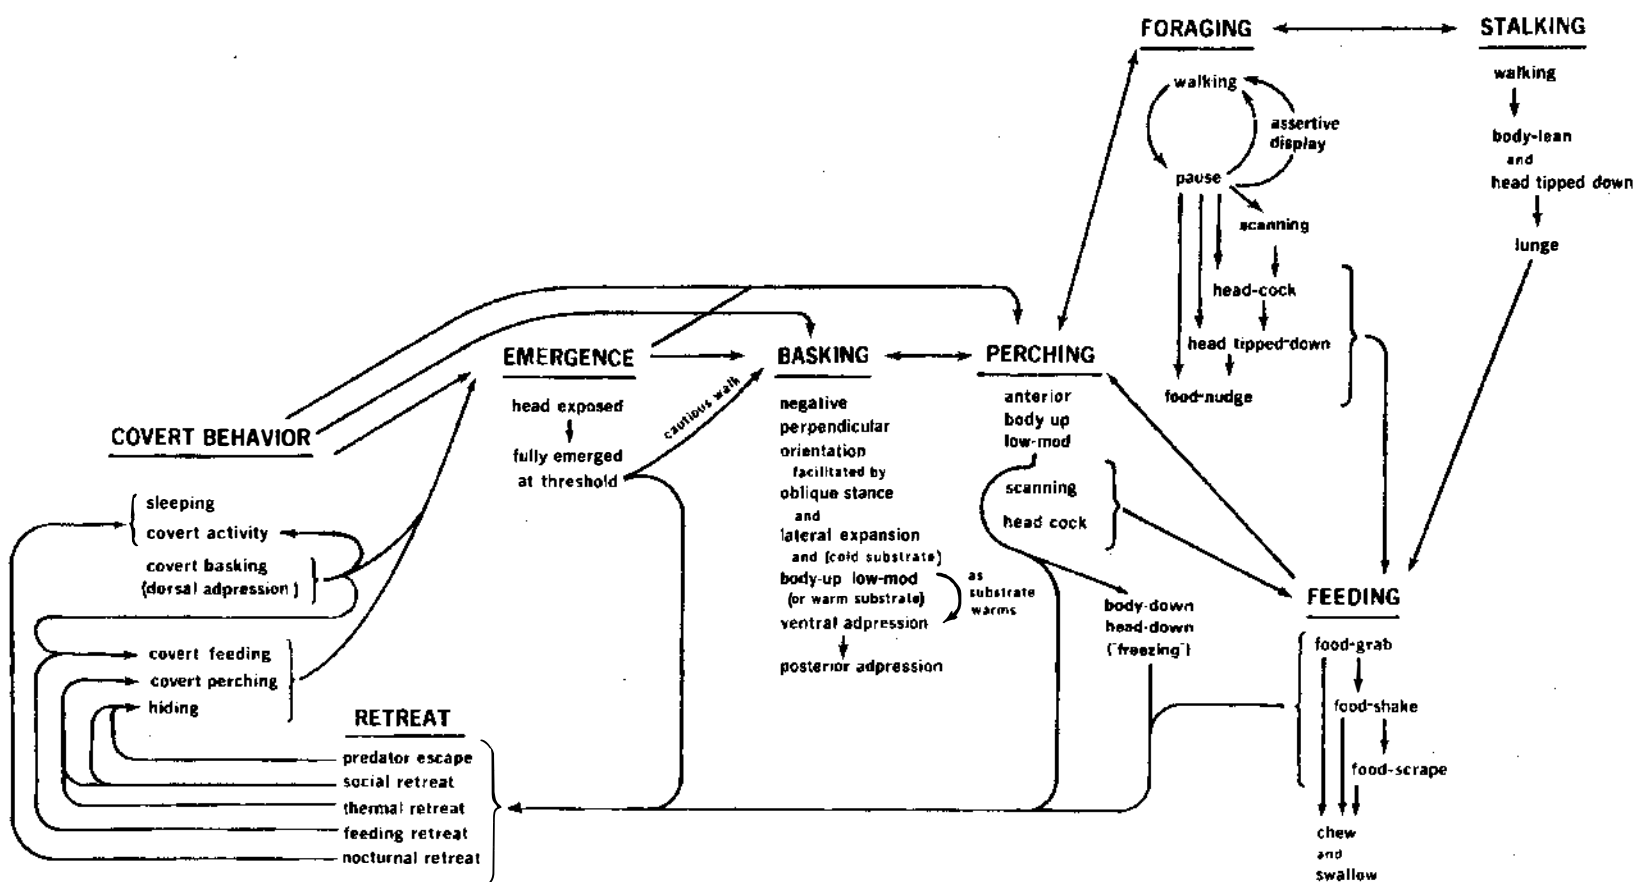 FORAGING
STALKING
walking
assertive
display
pause
scanning
head-cock
head tipped-down
food-nudge
walking
body-lean
and
head tipped down
lunge
EMERGENCE
head exposed
fully emerged
at threshold
cautious walk
BASKING
negative
perpendicular
orientation
facilitated by
oblique stance
and
lateral expansion
and (cold substrate)
body-up low-mod
(or warm substrate)
ventral adpression
posterior adpression
as
substrate
warms
PERCHING
anterior
body up
low-mod
scanning
head cock
body-down
head-down
("freezing")
COVERT BEHAVIOR
sleeping
covert activity
covert basking
(dorsal adpression)
covert feeding
covert perching
hiding
RETREAT
predator escape
social retreat
thermal retreat
feeding retreat
nocturnal retreat
FEEDING
food-grab
food-shake
food-scrape
chew
and
swallow